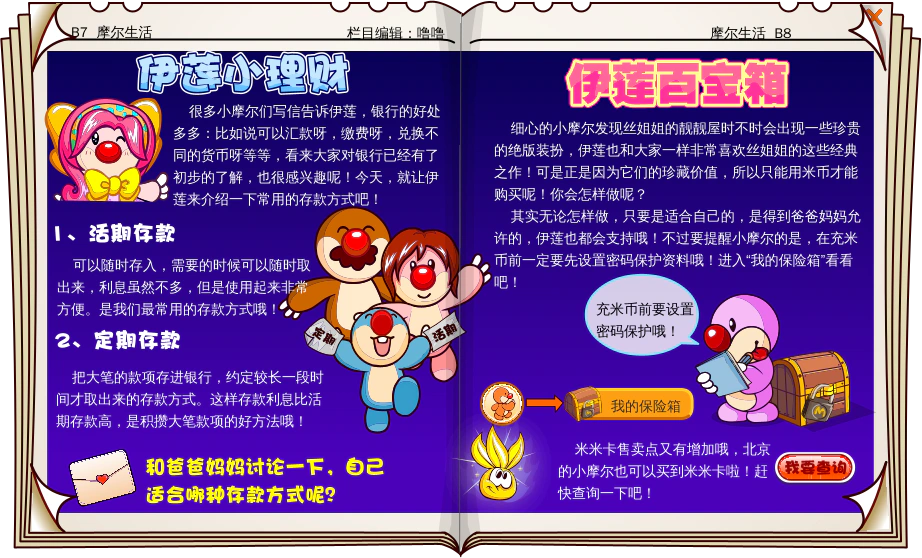 B7 摩尔生活
栏目编辑：噜噜
伊莲小理财
很多小摩尔们写信告诉伊莲，银行的好处
多多：比如说可以汇款呀，缴费呀，兑换不
同的货币呀等等，看来大家对银行已经有了
初步的了解，也很感兴趣呢！今天，就让伊
莲来介绍一下常用的存款方式吧！
1、活期存款
可以随时存入，需要的时候可以随时取
出来，利息虽然不多，但是使用起来非常
方便。是我们最常用的存款方式哦！
2、定期存款
把大笔的款项存进银行，约定较长一段时
间才取出来的存款方式。这样存款利息比活
期存款高，是积攒大笔款项的好方法哦！
定期
活期
和爸爸妈妈讨论一下，自己
适合哪种存款方式呢？
摩尔生活 B8
伊莲百宝箱
细心的小摩尔发现丝姐姐的靓靓屋时不时会出现一些珍贵
的绝版装扮，伊莲也和大家一样非常喜欢丝姐姐的这些经典
之作！可是正是因为它们的珍藏价值，所以只能用米币才能
购买呢！你会怎样做呢？
其实无论怎样做，只要是适合自己的，是得到爸爸妈妈允
许的，伊莲也都会支持哦！不过要提醒小摩尔的是，在充米
币前一定要先设置密码保护资料哦！进入“我的保险箱”看看
吧！
充米币前要设置
密码保护哦！
M
我的保险箱
米米卡售卖点又有增加哦，北京
的小摩尔也可以买到米米卡啦！赶
快查询一下吧！
我要查询